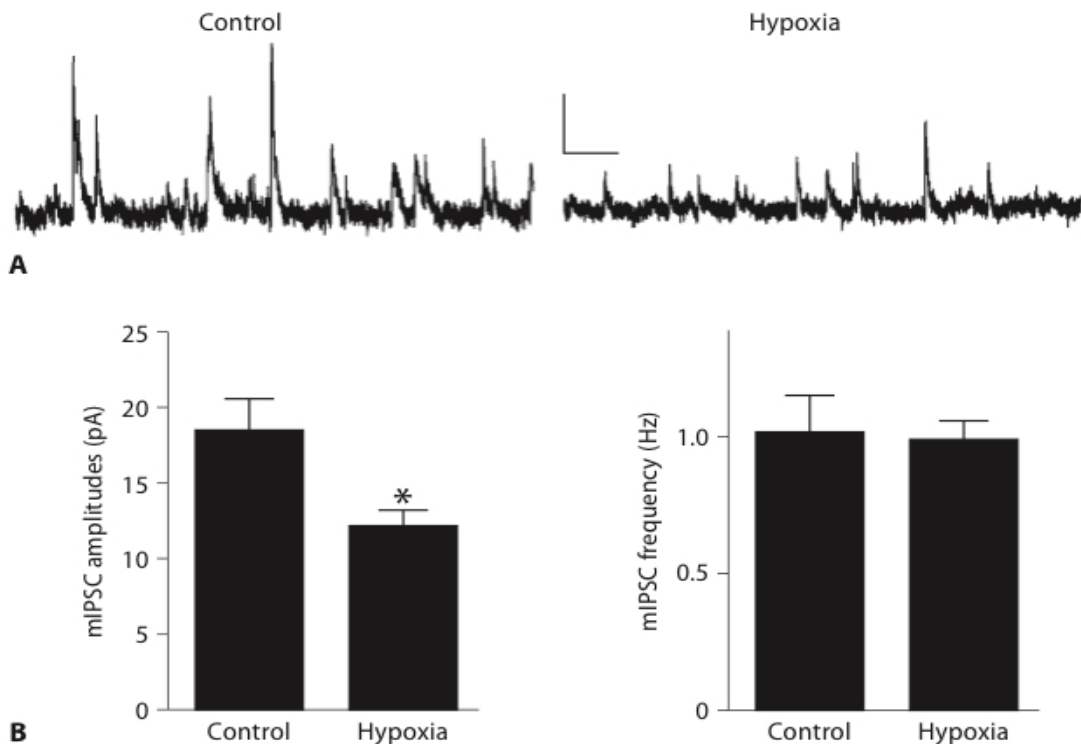 Control
Hypoxia
A
25
20
15
10
5
0
mIPSC amplitudes (pA)
*
Control
Hypoxia
1.0
0.5
0
mIPSC frequency (Hz)
Control
Hypoxia
B